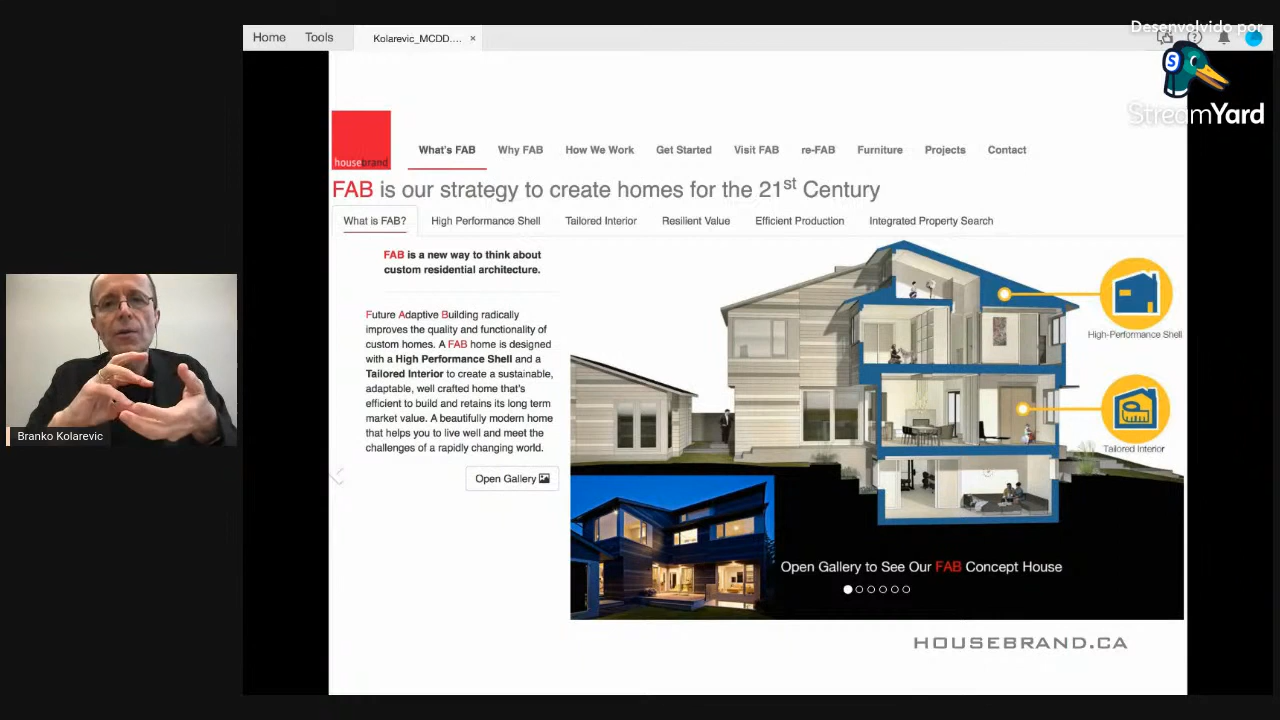 Home Tools Kolarevic_MCDD.... ×
Desenvolvido por
StreamYard
housebrand
What's FAB Why FAB How We Work Get Started Visit FAB re-FAB Furniture Projects Contact
FAB is our strategy to create homes for the 21st Century
What is FAB? High Performance Shell Tailored Interior Resilient Value Efficient Production Integrated Property Search
FAB is a new way to think about
custom residential architecture.
Future Adaptive Building radically
improves the quality and functionality of
custom homes. A FAB home is designed
with a High Performance Shell and a
Tailored Interior to create a sustainable,
adaptable, well crafted home that's
efficient to build and retains its long term
market value. A beautifully modern home
that helps you to live well and meet the
challenges of a rapidly changing world.
Open Gallery
High-Performance Shell
Tailored Interior
Open Gallery to See Our FAB Concept House
HOUSEBRAND.CA
Branko Kolarevic